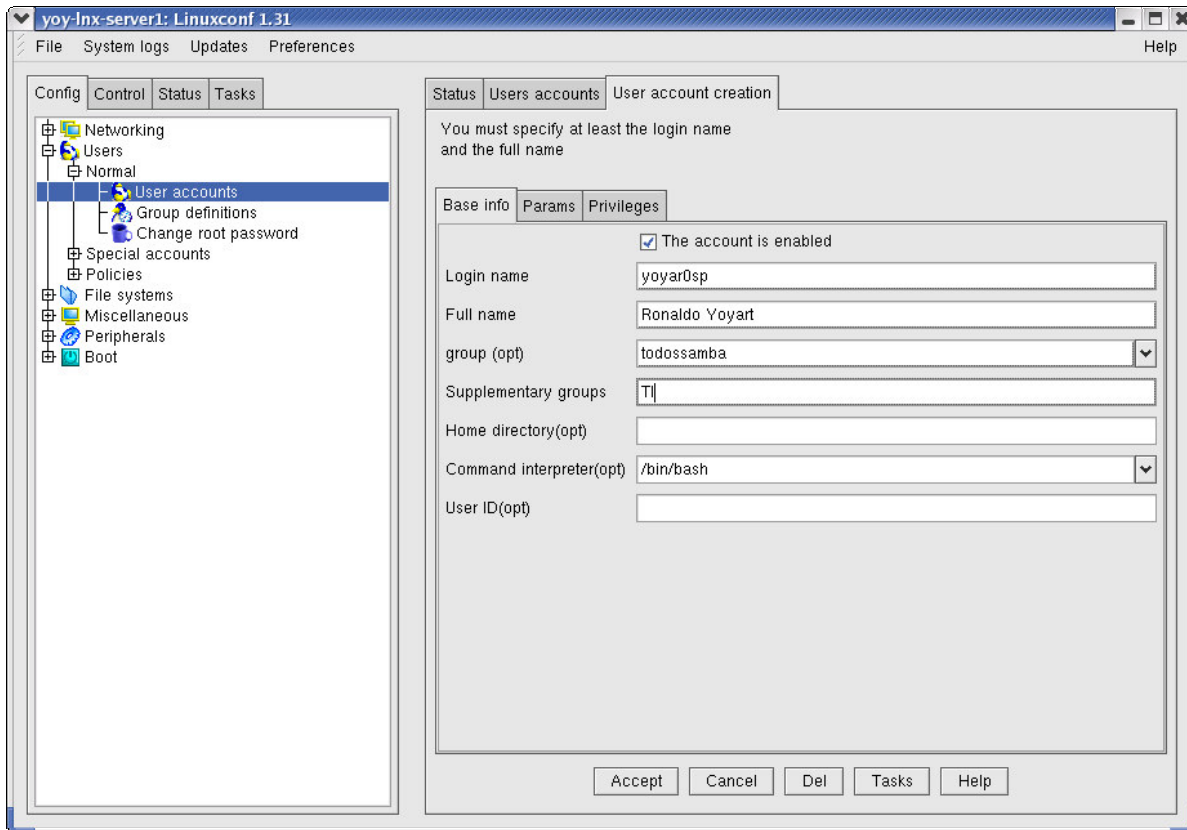 yoy-lnx-server1: Linuxconf 1.31
File System logs Updates Preferences Help
Config Control Status Tasks
Networking
Users
Normal
User accounts
Group definitions
Change root password
Special accounts
Policies
File systems
Miscellaneous
Peripherals
Boot
Status Users accounts User account creation
You must specify at least the login name
and the full name
Base info Params Privileges
The account is enabled
Login name yoyar0sp
Full name Ronaldo Yoyart
group (opt) todossamba
Supplementary groups TI
Home directory(opt)
Command interpreter(opt) /bin/bash
User ID(opt)
Accept Cancel Del Tasks Help